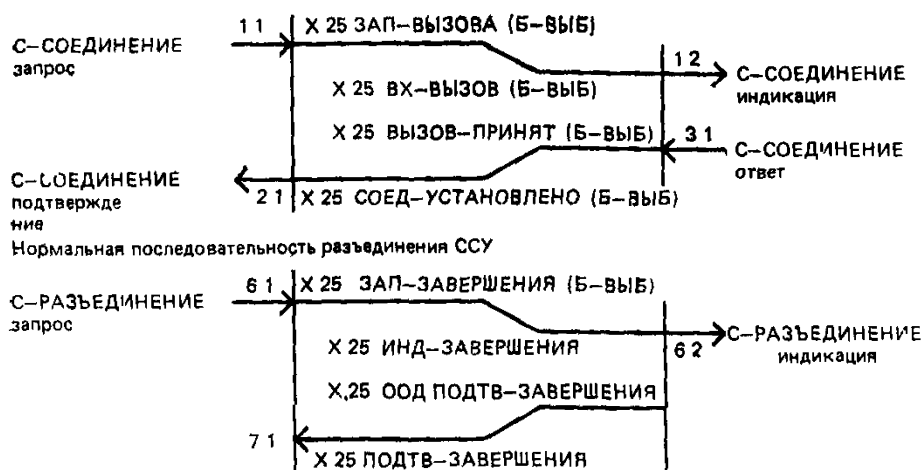 1 1 X 25 ЗАП-ВЫЗОВА (Б-ВЫБ)
С-СОЕДИНЕНИЕ
запрос
1 2
С-СОЕДИНЕНИЕ
индикация
X 25 ВХ-ВЫЗОВ (Б-ВЫБ)
X 25 ВЫЗОВ-ПРИНЯТ (Б-ВЫБ) 3 1
С-СОЕДИНЕНИЕ
ответ
С-СОЕДИНЕНИЕ
подтвержде
ние
2 1 X 25 СОЕД-УСТАНОВЛЕНО (Б-ВЫБ)
Нормальная последовательность разъединения ССУ
6 1 X 25 ЗАП-ЗАВЕРШЕНИЯ (Б-ВЫБ)
С-РАЗЪЕДИНЕНИЕ
запрос
С-РАЗЪЕДИНЕНИЕ
индикация
6 2
X 25 ИНД-ЗАВЕРШЕНИЯ
X,25 ООД ПОДТВ-ЗАВЕРШЕНИЯ
7 1
X 25 ПОДТВ-ЗАВЕРШЕНИЯ